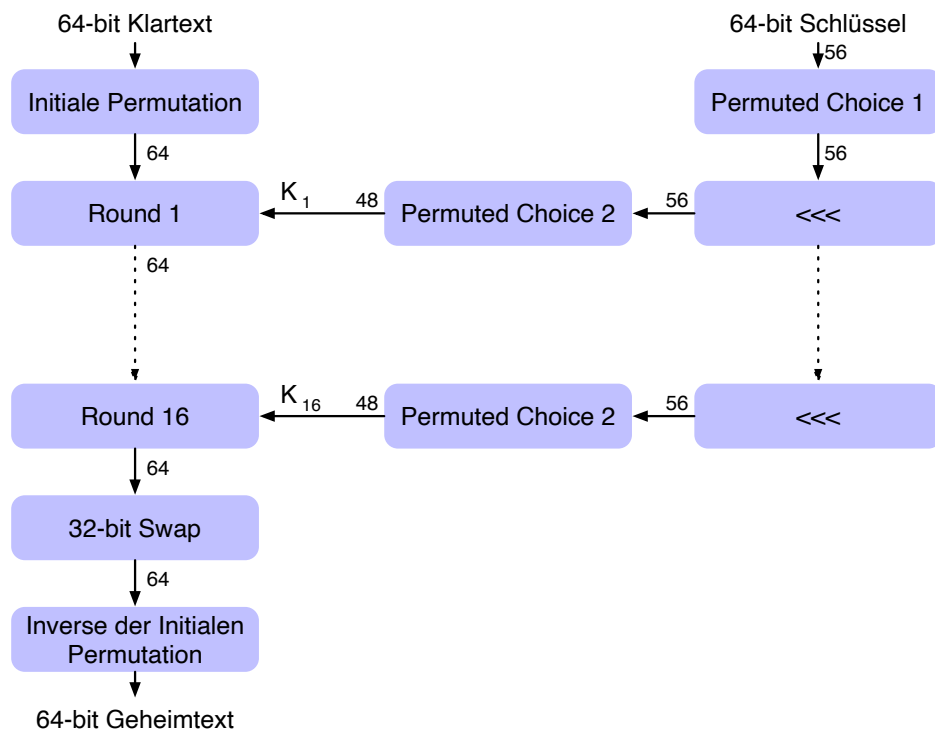 64-bit Klartext
64-bit Schlüssel
56
Initiale Permutation
Permuted Choice 1
64
56
Round 1
K 1
48
Permuted Choice 2
56
<<<
64
Round 16
K 16
48
Permuted Choice 2
56
<<<
64
32-bit Swap
64
Inverse der Initialen
Permutation
64-bit Geheimtext